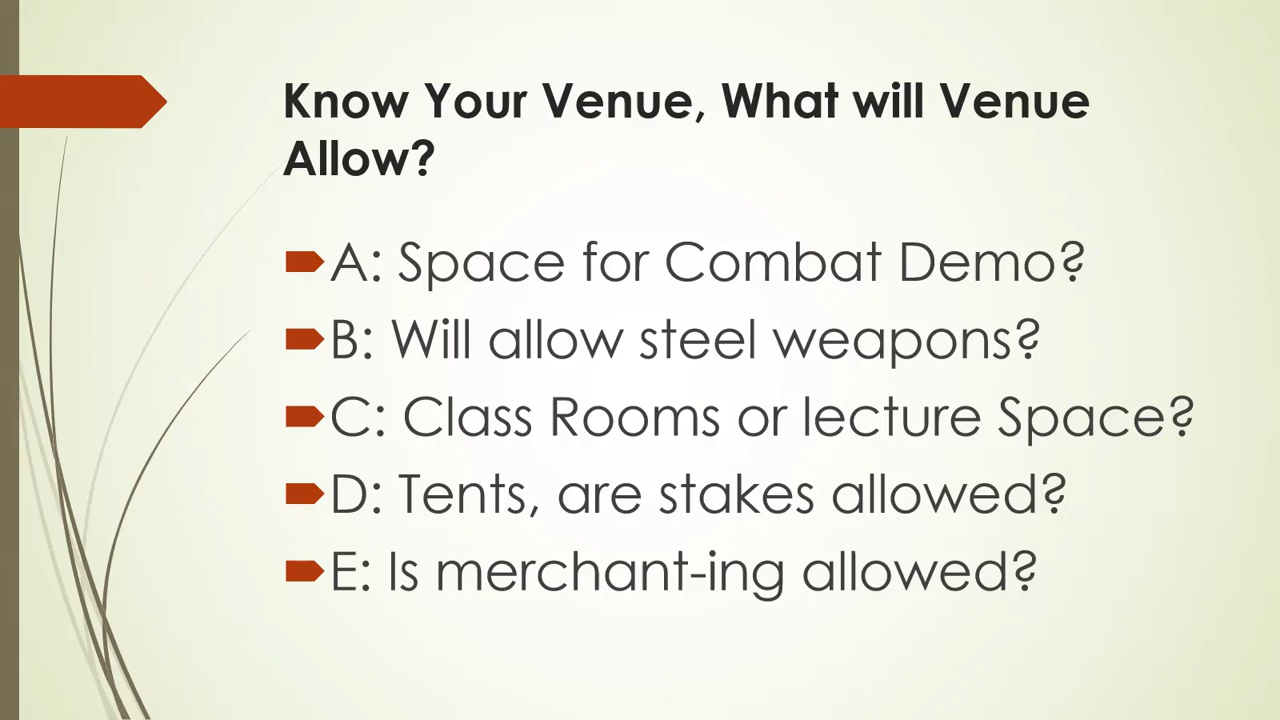 Know Your Venue, What will Venue
Allow?
A: Space for Combat Demo?
B: Will allow steel weapons?
C: Class Rooms or lecture Space?
D: Tents, are stakes allowed?
E: Is merchant-ing allowed?